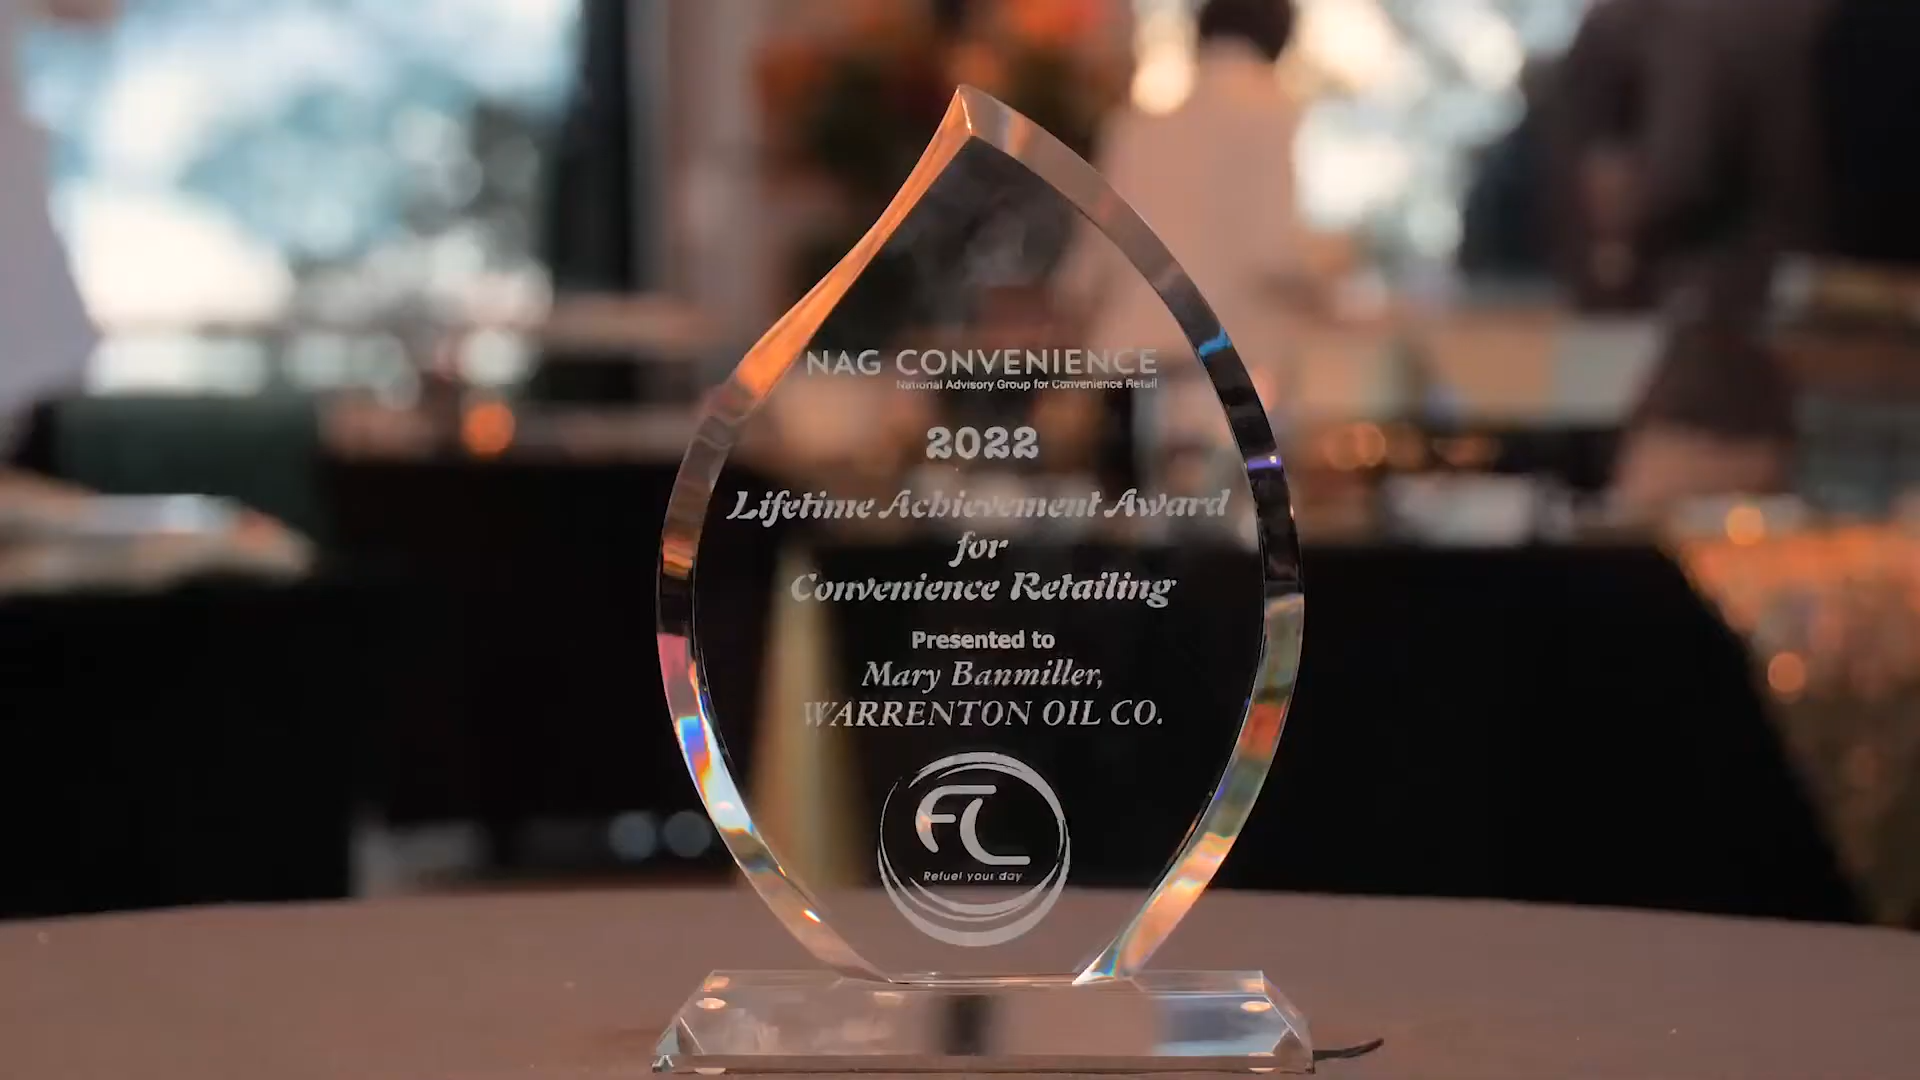 NAG CONVENIENCE
National Advisory Group for Convenience Retail
2022
Lifetime Achievement Award
for
Convenience Retailing
Presented to
Mary Banmiller,
WARRENTON OIL CO.
FL
Refuel your day